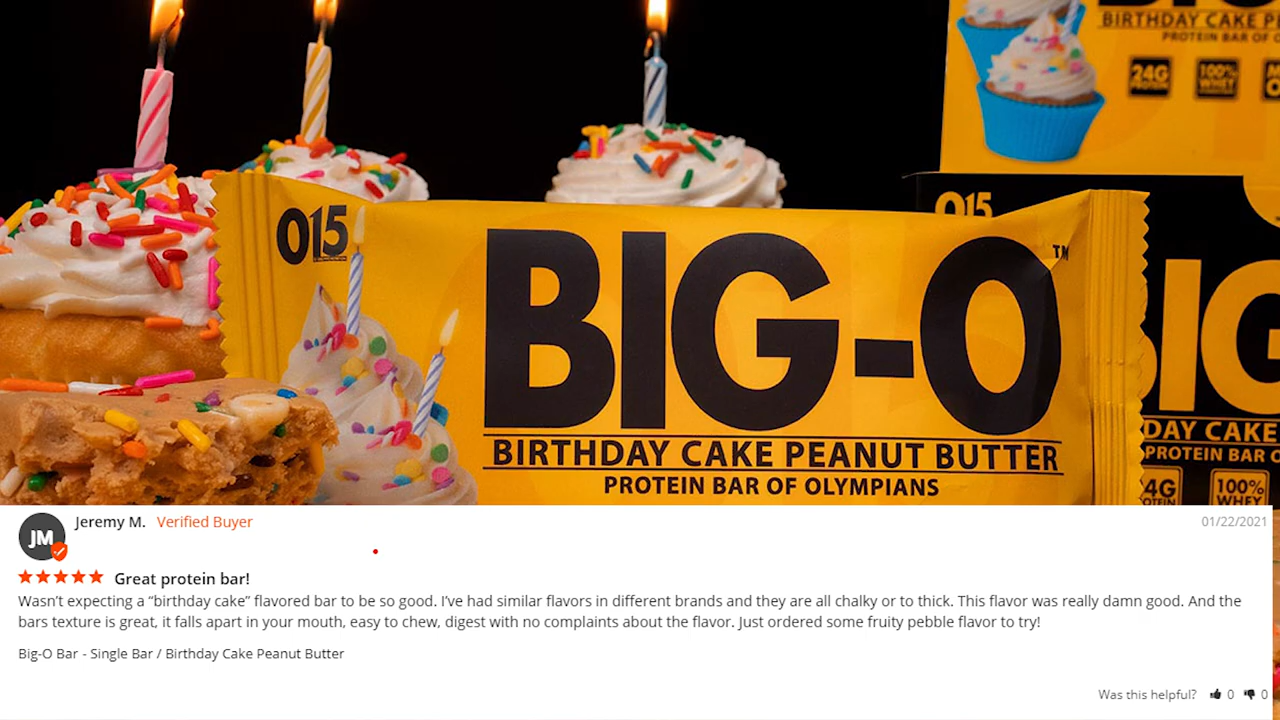 BIRTHDAY CAKE P
PROTEIN BAR OF O
24G
PROTEIN
100%
WHEY
015
015
BIG-O™
BIG
BIRTHDAY CAKE PEANUT BUTTER
PROTEIN BAR OF OLYMPIANS
DAY CAKE
PROTEIN BAR O
4G
OTEIN
100%
WHEY
JM
Jeremy M. Verified Buyer
01/22/2021
Great protein bar!
Wasn’t expecting a “birthday cake” flavored bar to be so good. I’ve had similar flavors in different brands and they are all chalky or to thick. This flavor was really damn good. And the
bars texture is great, it falls apart in your mouth, easy to chew, digest with no complaints about the flavor. Just ordered some fruity pebble flavor to try!
Big-O Bar - Single Bar / Birthday Cake Peanut Butter
Was this helpful? 0 0